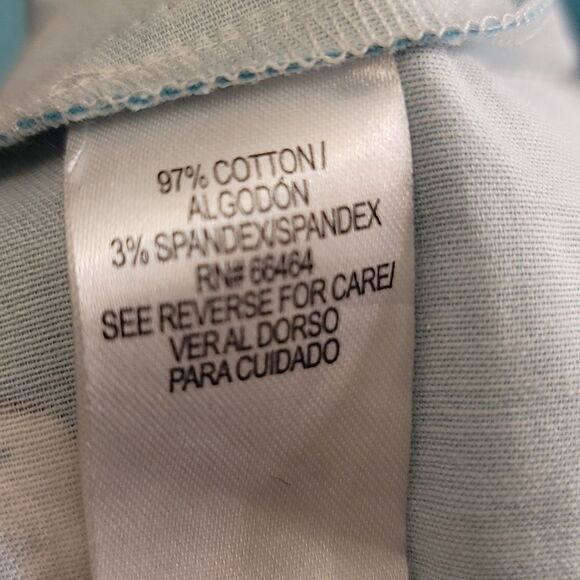 97% COTTON/
ALGODÓN
3% SPANDEX/SPANDEX
RN# 66464
SEE REVERSE FOR CARE/
VER AL DORSO
PARA CUIDADO